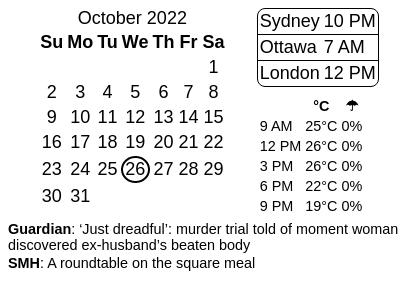 October 2022
Su Mo Tu We Th Fr Sa
1
2 3 4 5 6 7 8
9 10 11 12 13 14 15
16 17 18 19 20 21 22
23 24 25 26 27 28 29
30 31
Sydney 10 PM
Ottawa 7 AM
London 12 PM
°C ☂
9 AM 25°C 0%
12 PM 26°C 0%
3 PM 26°C 0%
6 PM 22°C 0%
9 PM 19°C 0%
Guardian: ‘Just dreadful’: murder trial told of moment woman
discovered ex-husband’s beaten body
SMH: A roundtable on the square meal